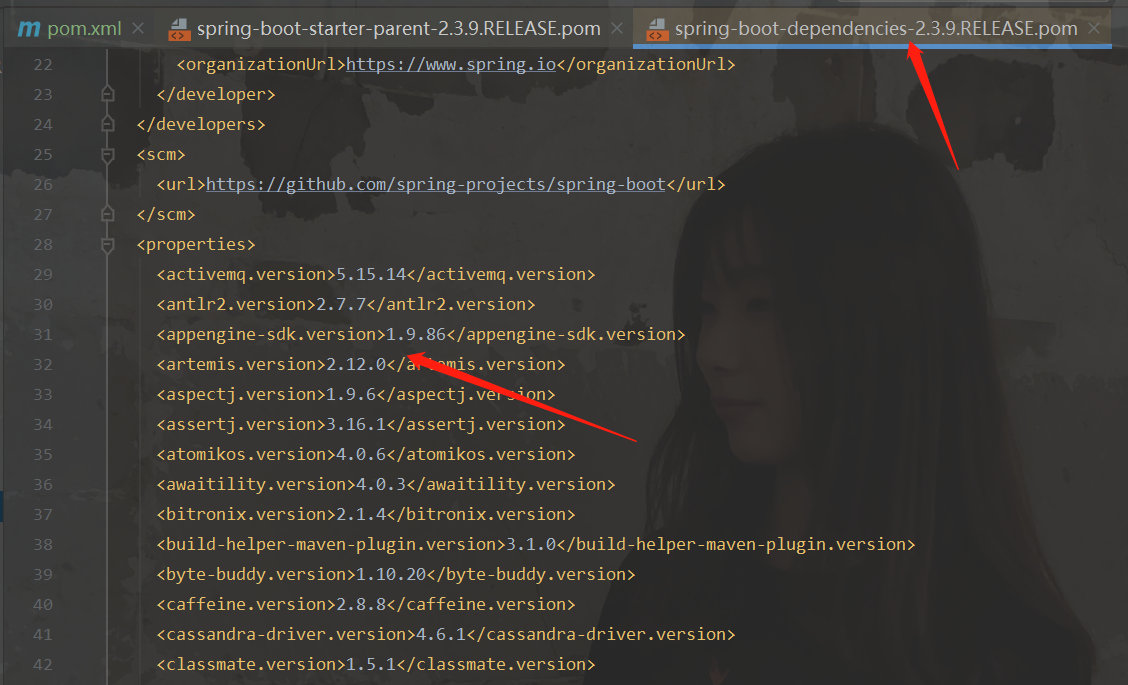 pom.xml spring-boot-starter-parent-2.3.9.RELEASE.pom spring-boot-dependencies-2.3.9.RELEASE.pom
22 <organizationUrl>https://www.spring.io</organizationUrl>
23 </developer>
24 </developers>
25 <scm>
26 <url>https://github.com/spring-projects/spring-boot</url>
27 </scm>
28 <properties>
29 <activemq.version>5.15.14</activemq.version>
30 <antlr2.version>2.7.7</antlr2.version>
31 <appengine-sdk.version>1.9.86</appengine-sdk.version>
32 <artemis.version>2.12.0</artemis.version>
33 <aspectj.version>1.9.6</aspectj.version>
34 <assertj.version>3.16.1</assertj.version>
35 <atomikos.version>4.0.6</atomikos.version>
36 <awaitility.version>4.0.3</awaitility.version>
37 <bitronix.version>2.1.4</bitronix.version>
38 <build-helper-maven-plugin.version>3.1.0</build-helper-maven-plugin.version>
39 <byte-buddy.version>1.10.20</byte-buddy.version>
40 <caffeine.version>2.8.8</caffeine.version>
41 <cassandra-driver.version>4.6.1</cassandra-driver.version>
42 <classmate.version>1.5.1</classmate.version>